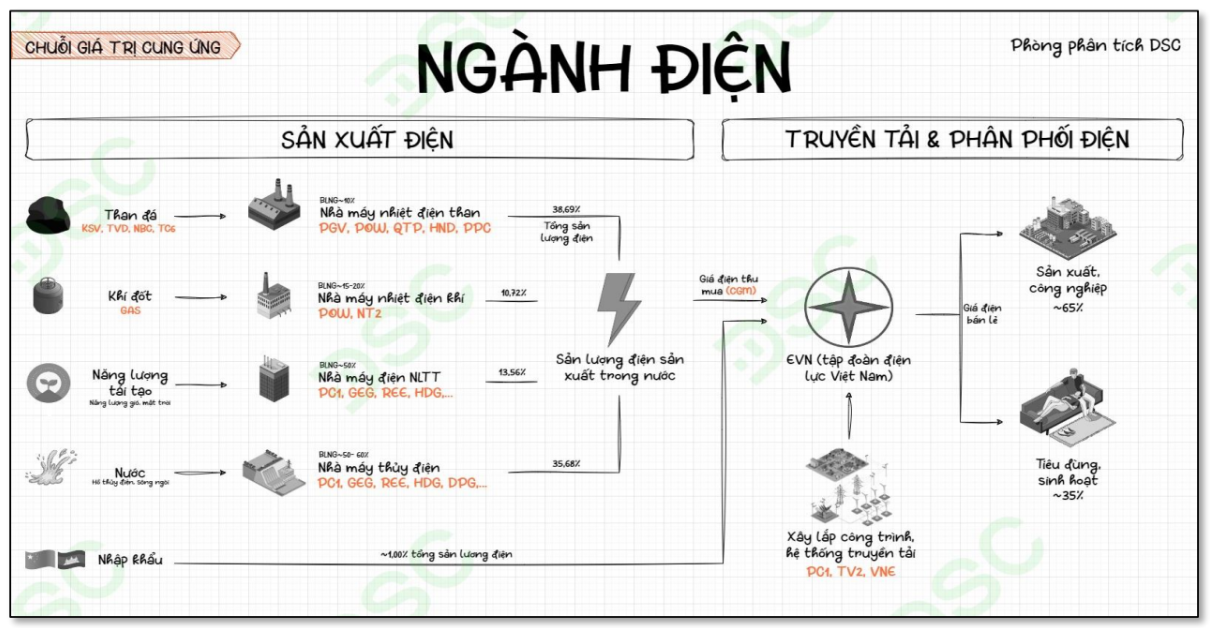 CHUỖI GIÁ TRỊ CUNG ỨNG
NGÀNH ĐIỆN
Phòng phân tích DSC
SẢN XUẤT ĐIỆN
TRUYỀN TẢI & PHÂN PHỐI ĐIỆN
Than đá
KSV, TVD, NBC, TC6
BLNG~10%
Nhà máy nhiệt điện than
PGV, POW, QTP, HND, PPC
38,69%
Tổng sản
lượng điện
Khí đốt
GAS
BLNG~15-20%
Nhà máy nhiệt điện khí
POW, NT2
10,72%
Năng lượng
tái tạo
Năng lượng gió, mặt trời
BLNG~50%
Nhà máy điện NLTT
PC1, GEG, REE, HDG,...
13,56%
Nước
Hồ thủy điện, sông ngòi
BLNG~50- 60%
Nhà máy thủy điện
PC1, GEG, REE, HDG, DPG,...
35,68%
Nhập khẩu
~1,00% tổng sản lượng điện
Sản lượng điện sản
xuất trong nước
Giá điện thu
mua (CGM)
EVN (tập đoàn điện
lực Việt Nam)
Xây lắp công trình,
hệ thống truyền tải
PC1, TV2, VNE
Giá điện
bán lẻ
Sản xuất,
công nghiệp
~65%
Tiêu dùng,
sinh hoạt
~35%
DSC
DSC
DSC
DSC
DSC